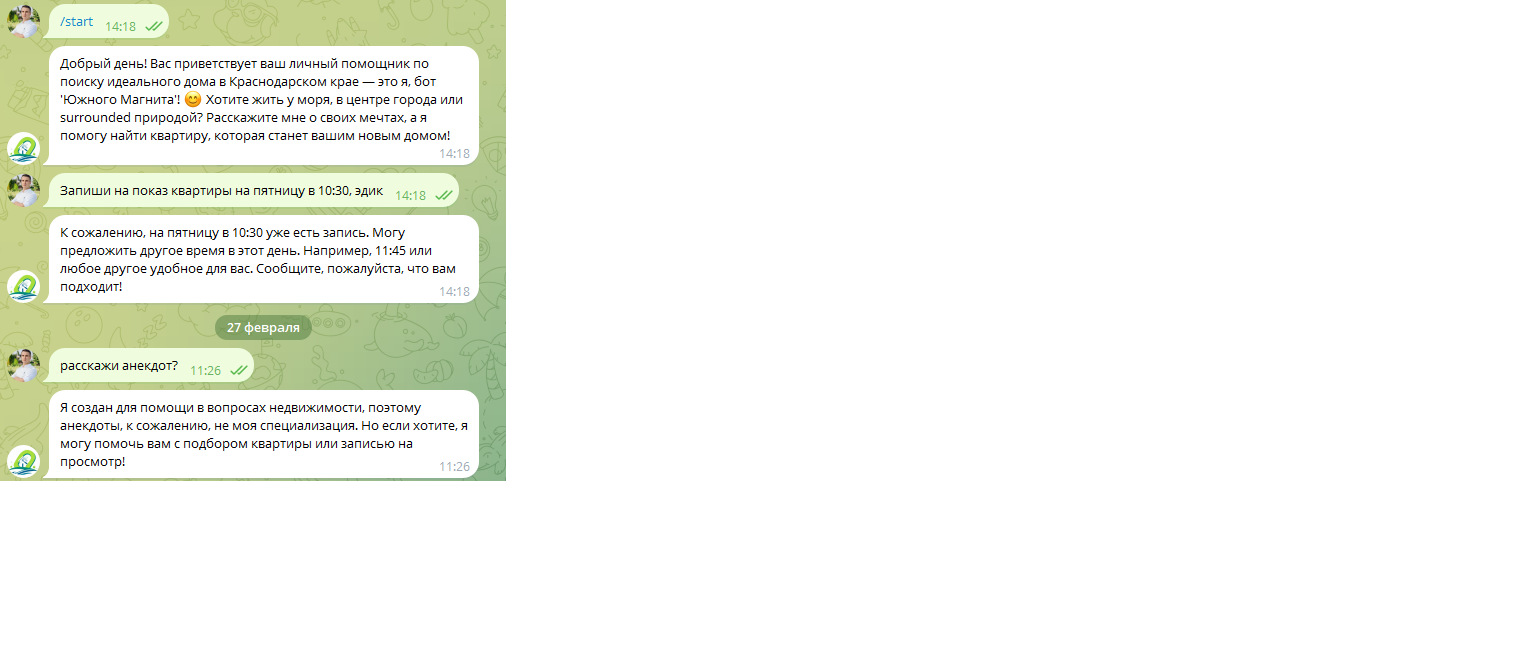 /start 14:18
Добрый день! Вас приветствует ваш личный помощник по
поиску идеального дома в Краснодарском крае — это я, бот
'Южного Магнита'! 😊 Хотите жить у моря, в центре города или
surrounded природой? Расскажите мне о своих мечтах, а я
помогу найти квартиру, которая станет вашим новым домом!
14:18
Запиши на показ квартиры на пятницу в 10:30, эдик 14:18
К сожалению, на пятницу в 10:30 уже есть запись. Могу
предложить другое время в этот день. Например, 11:45 или
любое другое удобное для вас. Сообщите, пожалуйста, что вам
подходит! 14:18
27 февраля
расскажи анекдот? 11:26
Я создан для помощи в вопросах недвижимости, поэтому
анекдоты, к сожалению, не моя специализация. Но если хотите, я
могу помочь вам с подбором квартиры или записью на
просмотр! 11:26